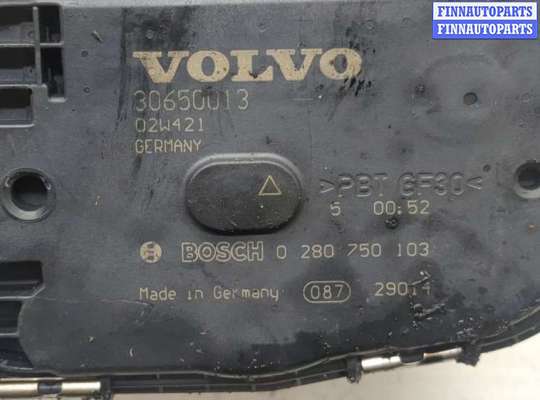 FINNAUTOPARTS
FINNAUTOPARTS
VOLVO
30650013
02W421
GERMANY
>PBT GF30<
5 00:52
BOSCH 0 280 750 103
Made in Germany 087 29014